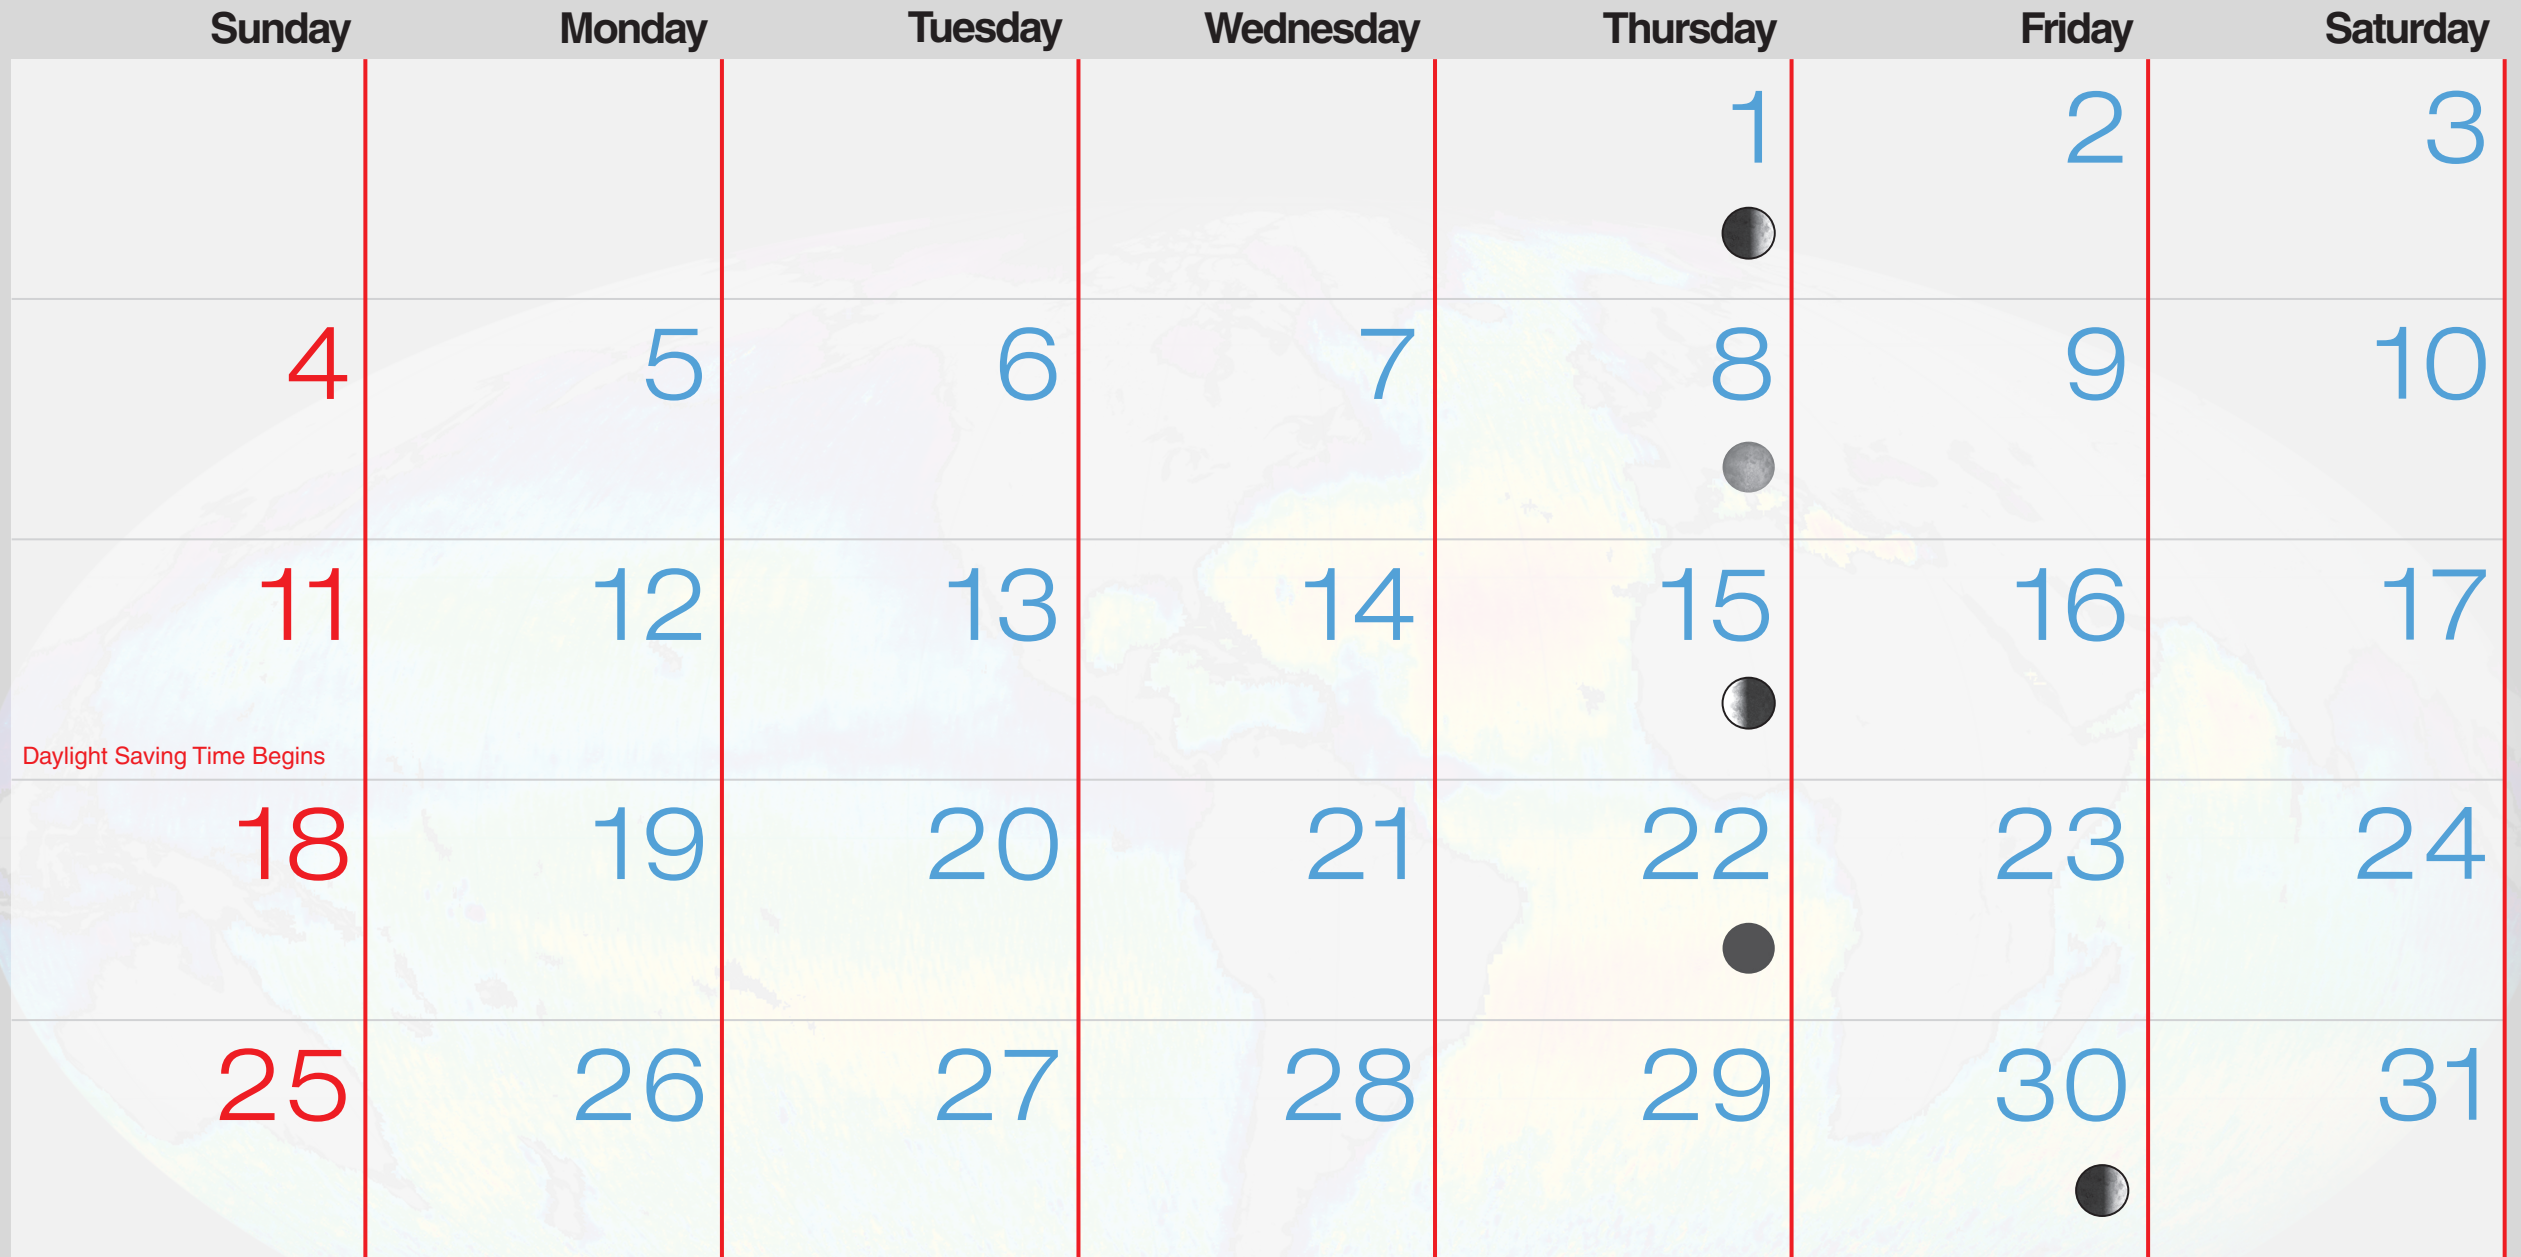 Sunday Monday Tuesday Wednesday Thursday Friday Saturday
1 2 3
4 5 6 7 8 9 10
11 12 13 14 15 16 17
Daylight Saving Time Begins
18 19 20 21 22 23 24
25 26 27 28 29 30 31